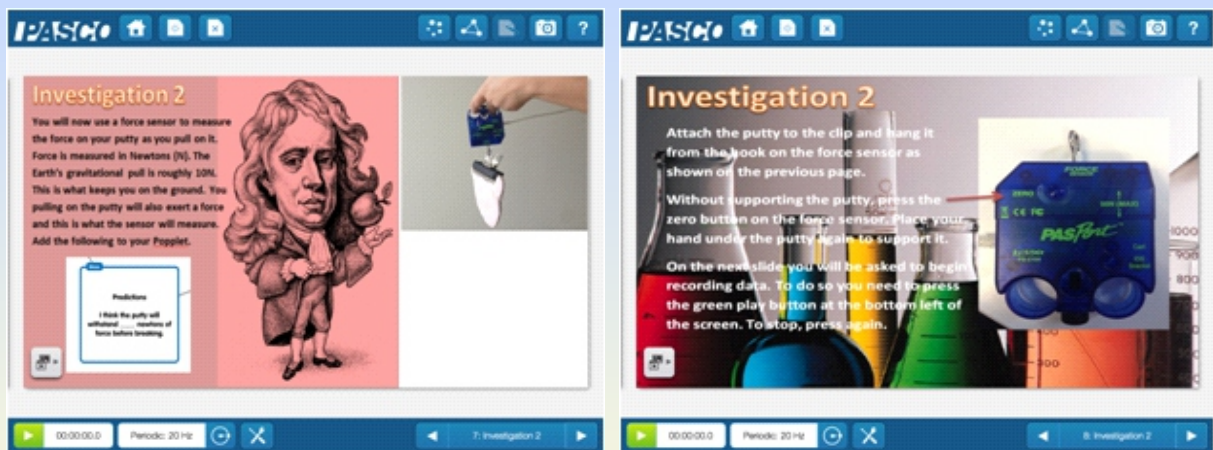 PASCO
?
Investigation 2
You will now use a force sensor to measure
the force on your putty as you pull on it.
Force is measured in Newtons (N). The
Earth's gravitational pull is roughly 10N.
This is what keeps you on the ground. You
pulling on the putty will also exert a force
and this is what the sensor will measure.
Add the following to your Popplet.
Predictions
I think the putty will
withstand ____ newtons of
force before breaking.
00:00:00.0
Periodic: 20 Hz
7: Investigation 2
PASCO
?
Investigation 2
Attach the putty to the clip and hang it
from the hook on the force sensor as
shown on the previous page.
Without supporting the putty, press the
zero button on the force sensor. Place your
hand under the putty again to support it.
On the next slide you will be asked to begin
recording data. To do so you need to press
the green play button at the bottom left of
the screen. To stop, press again.
FORCE
ZERO
CE
PASPort
1000
900
800
300
00:00:00.0
Periodic: 20 Hz
8: Investigation 2